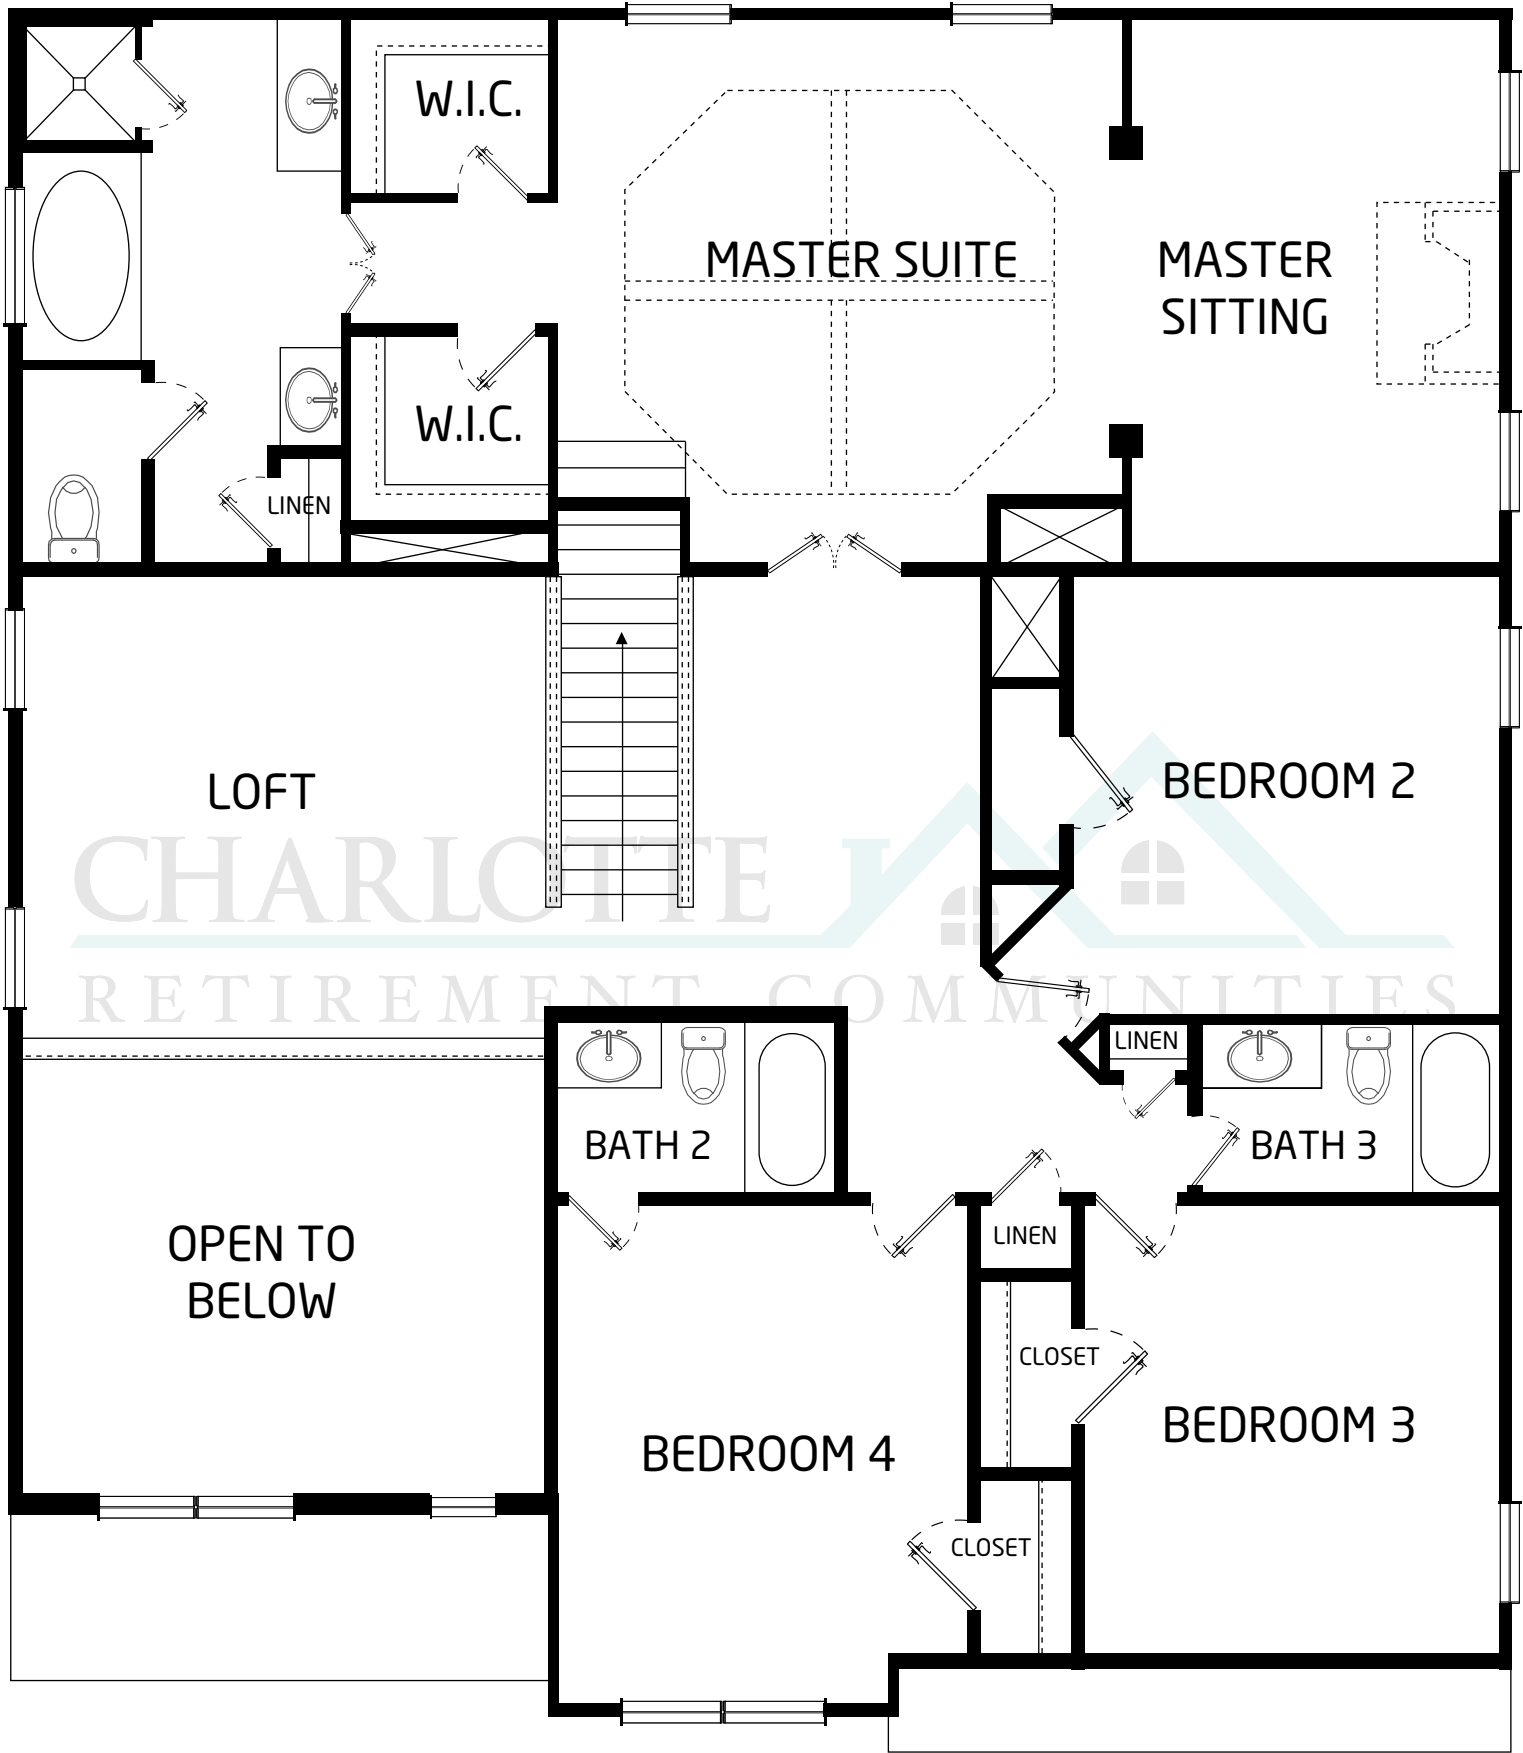 W.I.C.
MASTER SUITE
MASTER
SITTING
W.I.C.
LINEN
LOFT
BEDROOM 2
CHARLOTTE
RETIREMENT COMMUNITIES
LINEN
BATH 2
BATH 3
OPEN TO
BELOW
LINEN
CLOSET
BEDROOM 3
BEDROOM 4
CLOSET